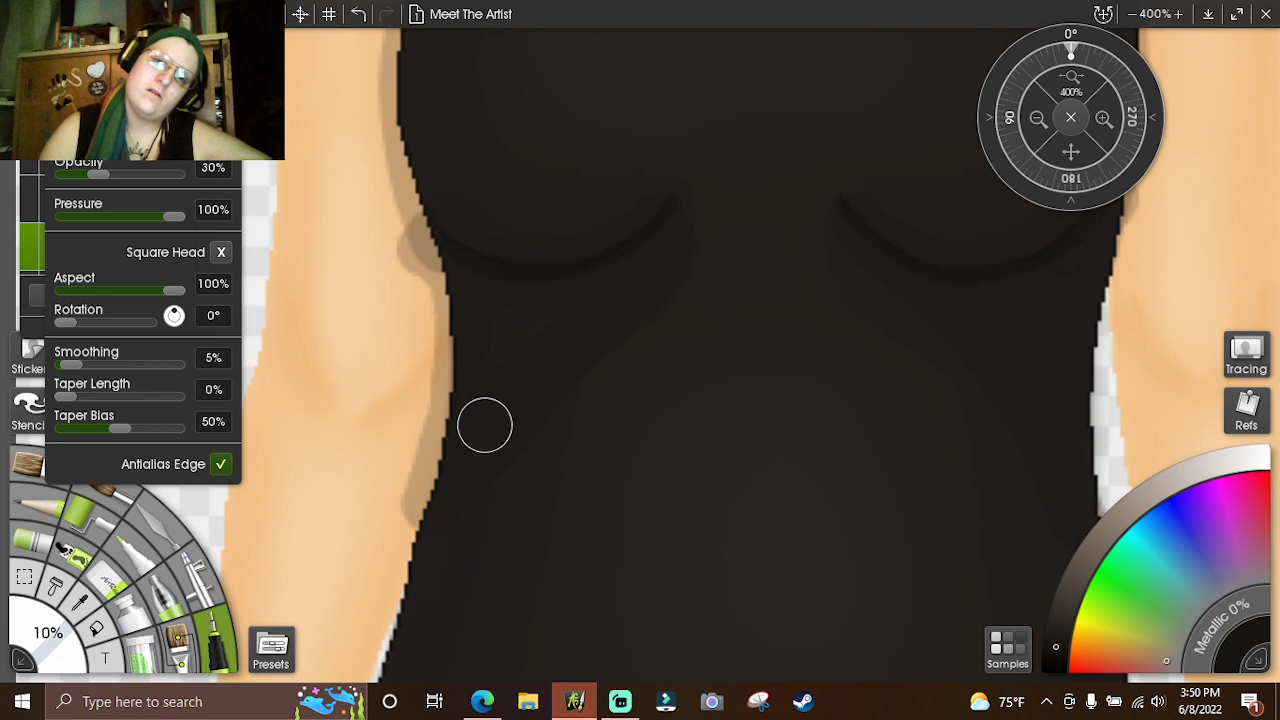 Meet The Artist
400%
0°
400%
90
270
180
Opacity
30%
Pressure
100%
Square Head X
Aspect
100%
Rotation
0°
Smoothing
5%
Taper Length
0%
Taper Bias
50%
Antialias Edge
Sticke
Stenci
Tracing
Refs
10%
T
Presets
Samples
Metallic 0%
Type here to search
75°F
3:50 PM
6/8/2022
1